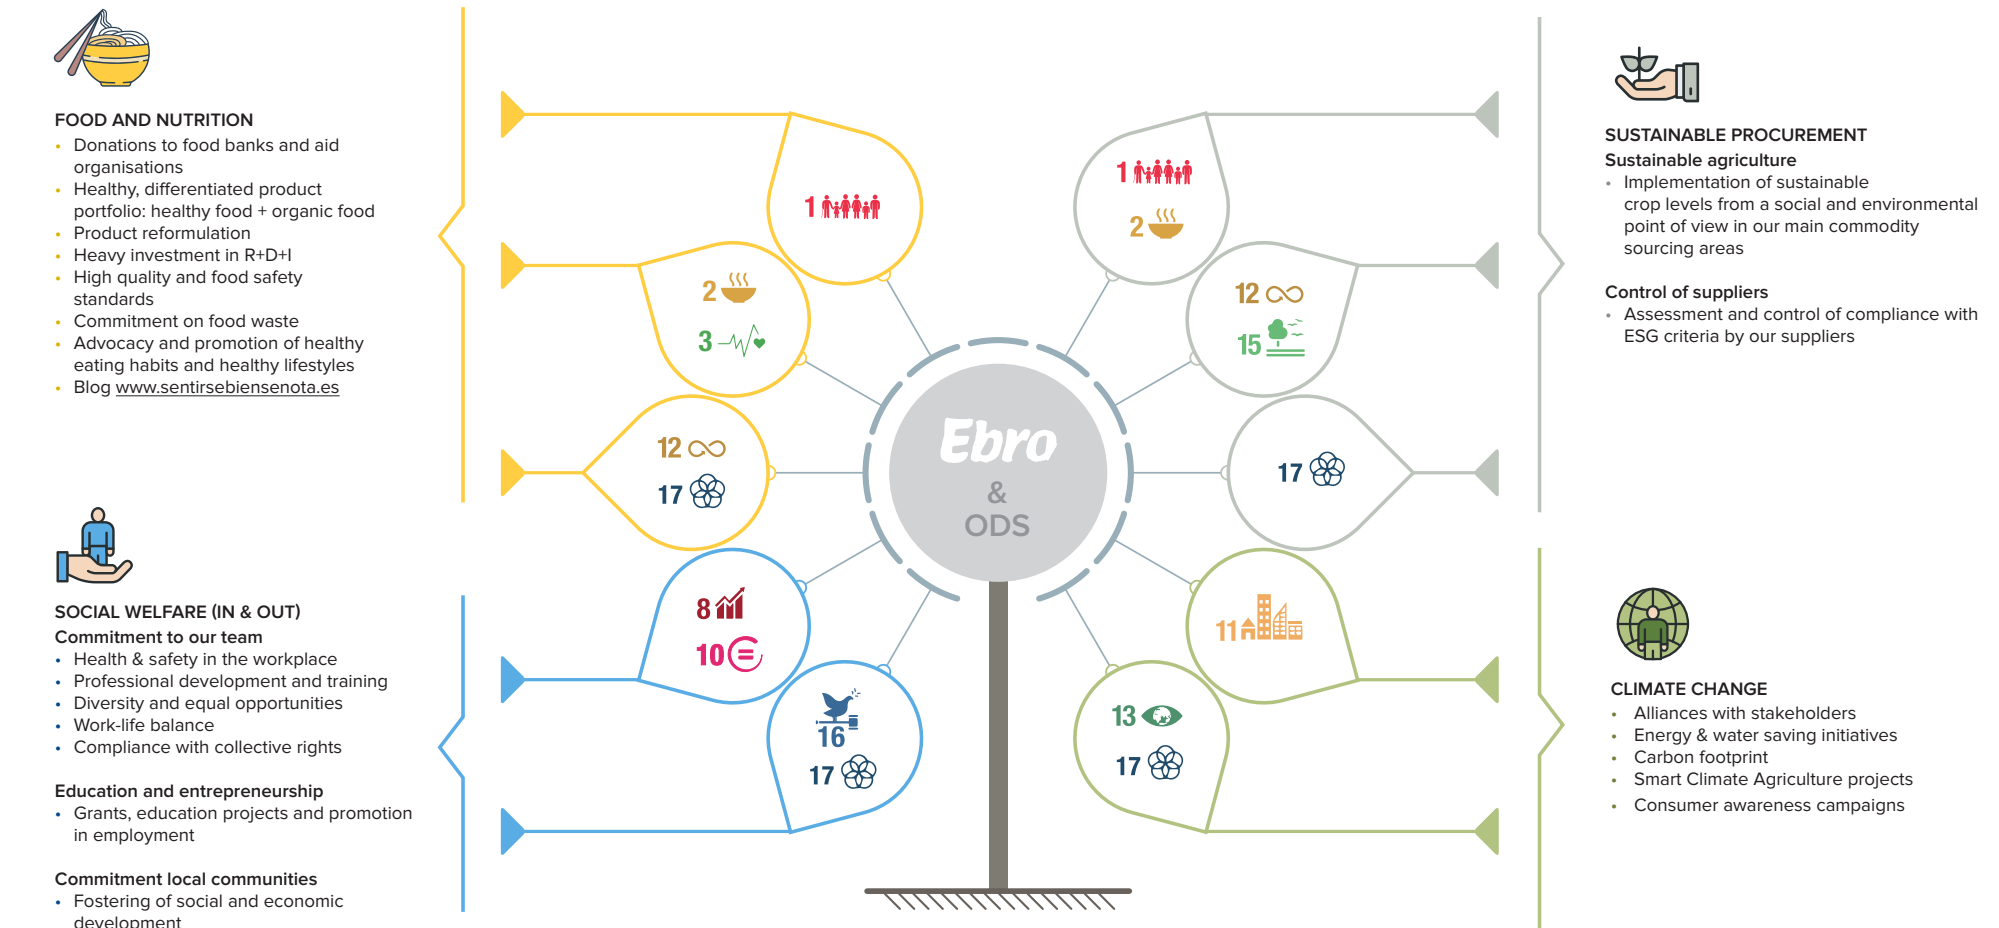 FOOD AND NUTRITION
• Donations to food banks and aid
organisations
• Healthy, differentiated product
portfolio: healthy food + organic food
• Product reformulation
• Heavy investment in R+D+I
• High quality and food safety
standards
• Commitment on food waste
• Advocacy and promotion of healthy
eating habits and healthy lifestyles
• Blog www.sentirsebiensenota.es
SOCIAL WELFARE (IN & OUT)
Commitment to our team
• Health & safety in the workplace
• Professional development and training
• Diversity and equal opportunities
• Work-life balance
• Compliance with collective rights
Education and entrepreneurship
• Grants, education projects and promotion
in employment
Commitment local communities
• Fostering of social and economic
development
1
2
3
12
17
8
10
16
17
Ebro
&
ODS
1
2
12
15
17
11
13
17
SUSTAINABLE PROCUREMENT
Sustainable agriculture
• Implementation of sustainable
crop levels from a social and environmental
point of view in our main commodity
sourcing areas
Control of suppliers
• Assessment and control of compliance with
ESG criteria by our suppliers
CLIMATE CHANGE
• Alliances with stakeholders
• Energy & water saving initiatives
• Carbon footprint
• Smart Climate Agriculture projects
• Consumer awareness campaigns